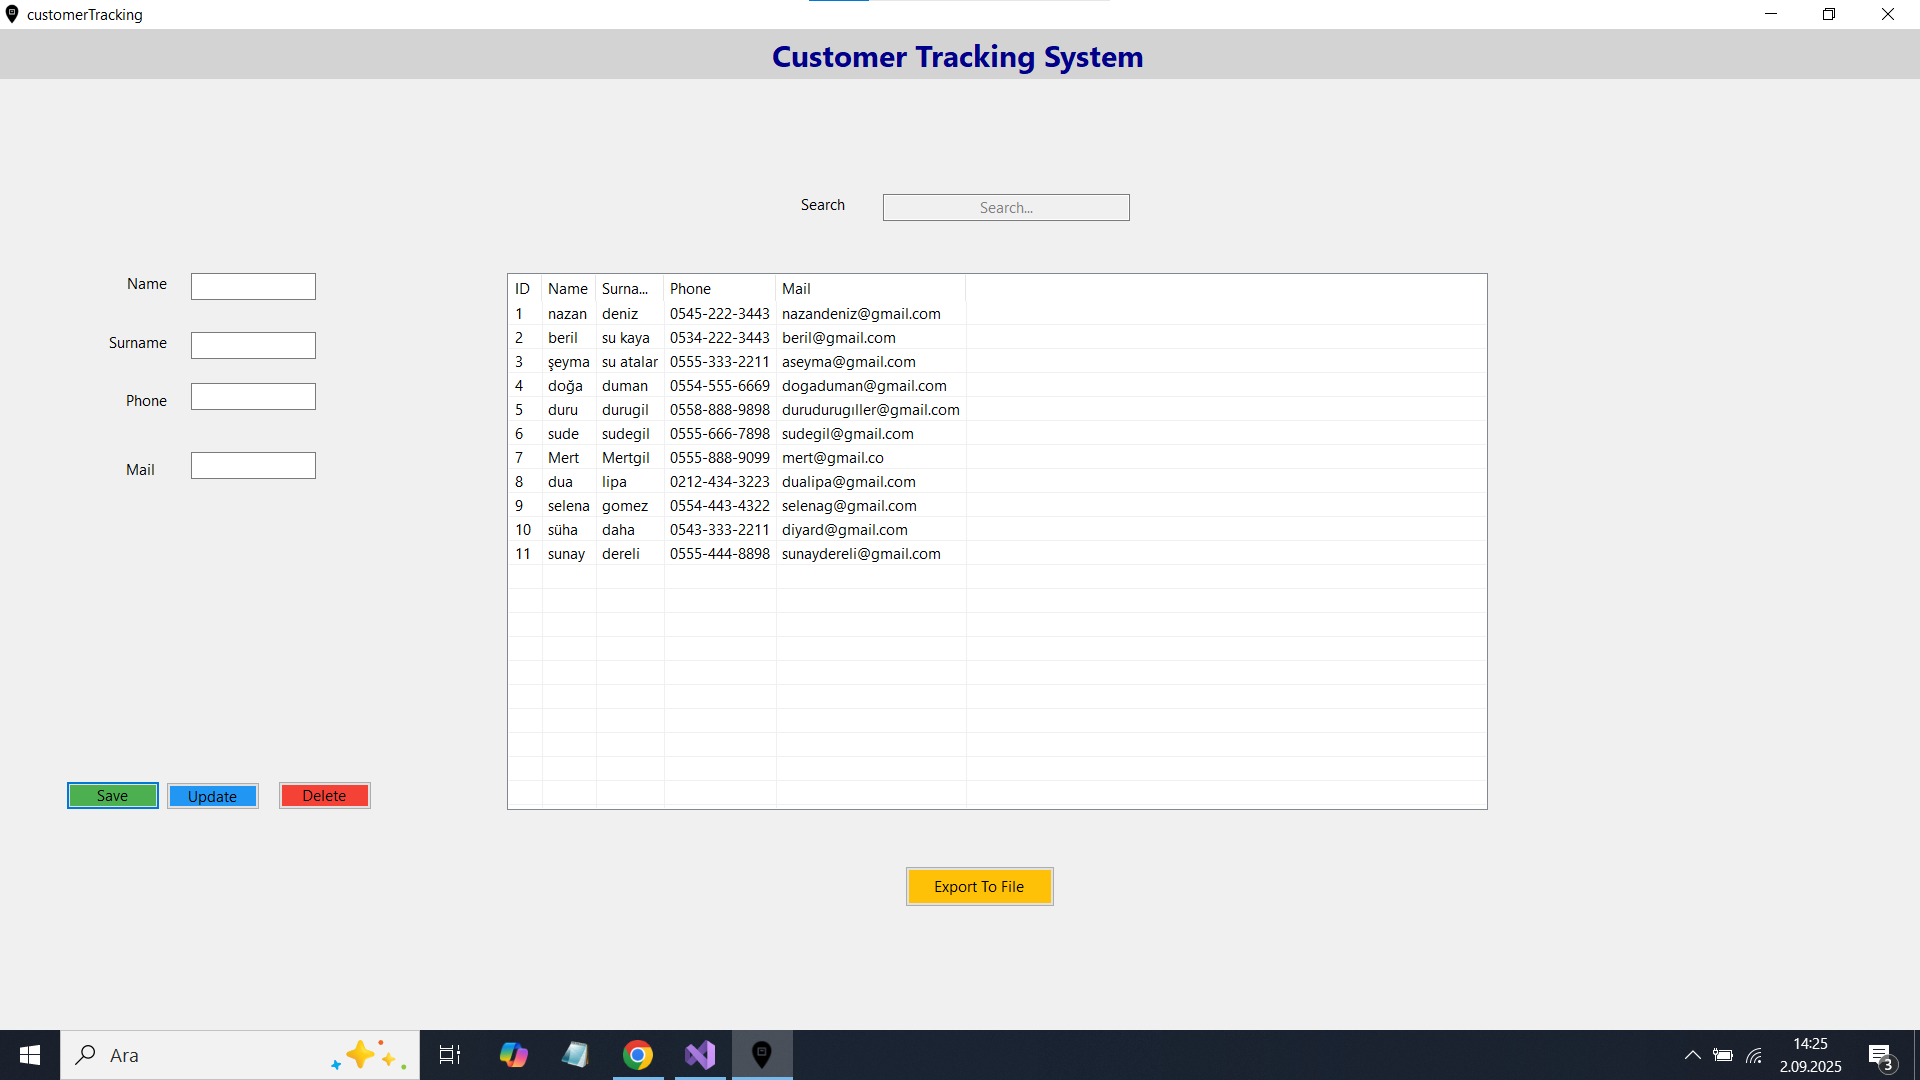 customerTracking
Customer Tracking System
Search Search...
Name
Surname
Phone
Mail
ID Name Surna... Phone Mail
1 nazan deniz 0545-222-3443 nazandeniz@gmail.com
2 beril su kaya 0534-222-3443 beril@gmail.com
3 şeyma su atalar 0555-333-2211 aseyma@gmail.com
4 doğa duman 0554-555-6669 dogaduman@gmail.com
5 duru durugil 0558-888-9898 durudurugıller@gmail.com
6 sude sudegil 0555-666-7898 sudegil@gmail.com
7 Mert Mertgil 0555-888-9099 mert@gmail.co
8 dua lipa 0212-434-3223 dualipa@gmail.com
9 selena gomez 0554-443-4322 selenag@gmail.com
10 süha daha 0543-333-2211 diyard@gmail.com
11 sunay dereli 0555-444-8898 sunaydereli@gmail.com
Save Update Delete
Export To File
Ara
14:25
2.09.2025
3